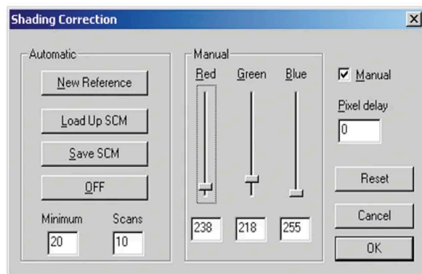 Shading Correction
Automatic
New Reference
Load Up SCM
Save SCM
OFF
Minimum Scans
20 10
Manual
Red Green Blue
238 218 255
Manual
Pixel delay
0
Reset
Cancel
OK